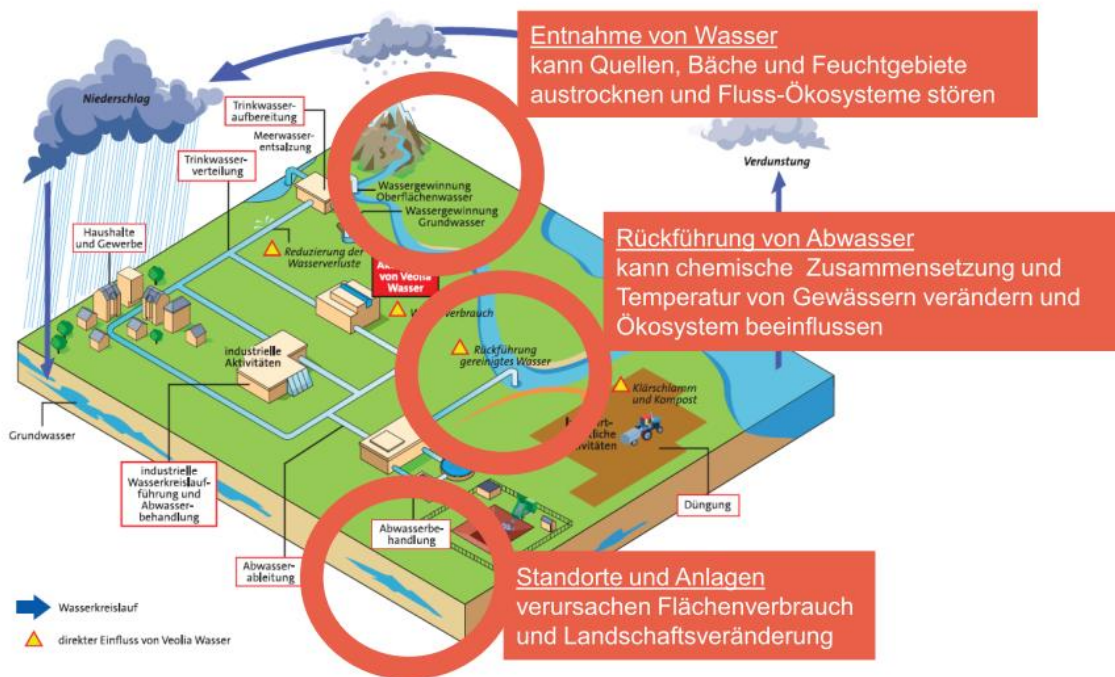 Entnahme von Wasser
kann Quellen, Bäche und Feuchtgebiete
austrocknen und Fluss-Ökosysteme stören
Niederschlag
Trinkwasser-
aufbereitung
Meerwasser-
entsalzung
Trinkwasser-
verteilung
Verdunstung
Wassergewinnung
Oberflächenwasser
Wassergewinnung
Grundwasser
Haushalte
und Gewerbe
Reduzierung der
Wasserverluste
von Veolia
Wasser
Rückführung von Abwasser
kann chemische Zusammensetzung und
Temperatur von Gewässern verändern und
Ökosystem beeinflussen
industrielle
Aktivitäten
Rückführung
gereinigtes Wasser
Klärschlamm
und Kompost
Grundwasser
industrielle
Wasserkreislauf-
führung und
Abwasser-
behandlung
Düngung
Abwasserbe-
handlung
Abwasser-
ableitung
Standorte und Anlagen
verursachen Flächenverbrauch
und Landschaftsveränderung
Wasserkreislauf
direkter Einfluss von Veolia Wasser